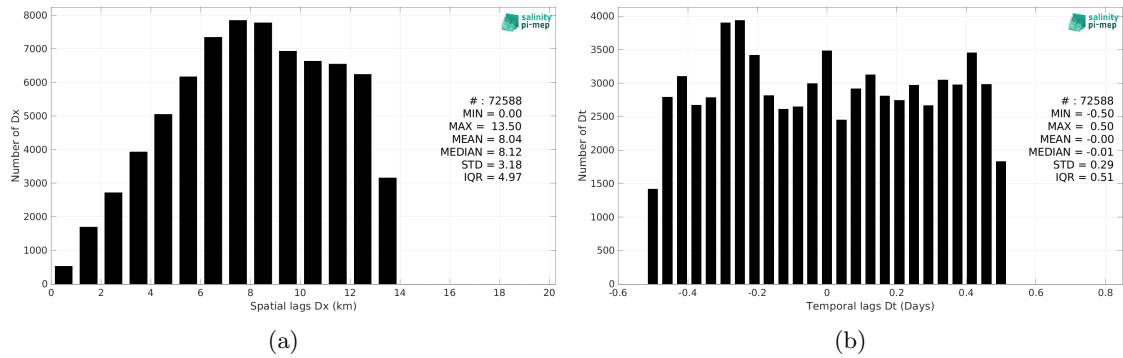 salinity
pi-mep
8000
7000
6000
5000
4000
3000
2000
1000
0
Number of Dx
# : 72588
MIN = 0.00
MAX = 13.50
MEAN = 8.04
MEDIAN = 8.12
STD = 3.18
IQR = 4.97
0 2 4 6 8 10 12 14 16 18 20
Spatial lags Dx (km)
(a)
salinity
pi-mep
4000
3500
3000
2500
2000
1500
1000
500
0
Number of Dt
# : 72588
MIN = -0.50
MAX = 0.50
MEAN = -0.00
MEDIAN = -0.01
STD = 0.29
IQR = 0.51
-0.6 -0.4 -0.2 0 0.2 0.4 0.6 0.8
Temporal lags Dt (Days)
(b)